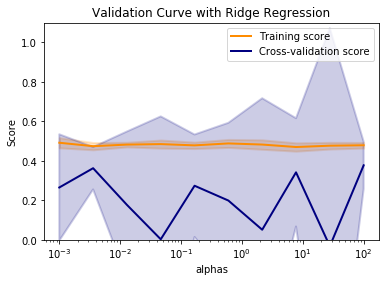 Validation Curve with Ridge Regression
Training score
Cross-validation score
1.0
0.8
0.6
0.4
0.2
0.0
Score
10⁻³
10⁻²
10⁻¹
10⁰
10¹
10²
alphas